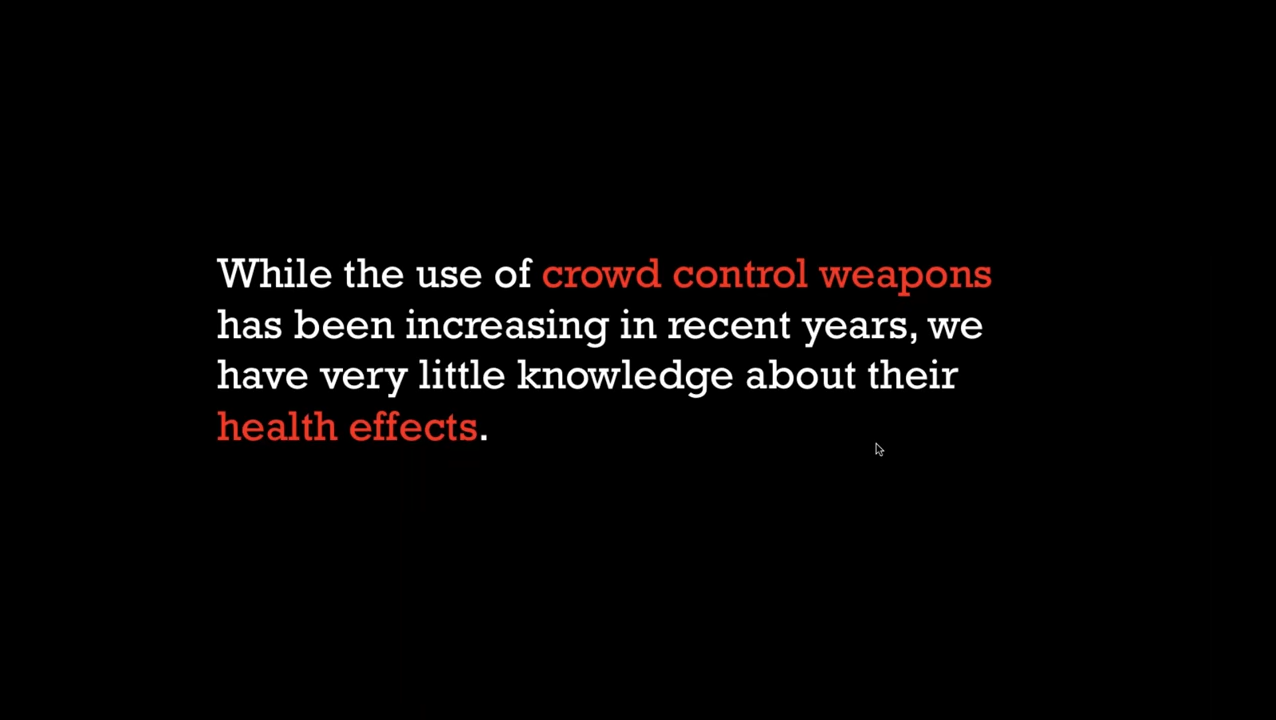 While the use of crowd control weapons
has been increasing in recent years, we
have very little knowledge about their
health effects.